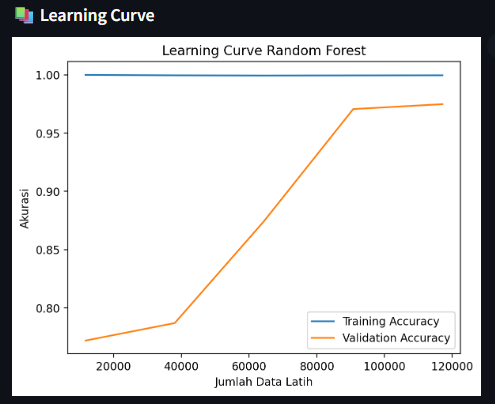 Learning Curve
Learning Curve Random Forest
1.00
0.95
0.90
0.85
0.80
Akurasi
Training Accuracy
Validation Accuracy
20000 40000 60000 80000 100000 120000
Jumlah Data Latih